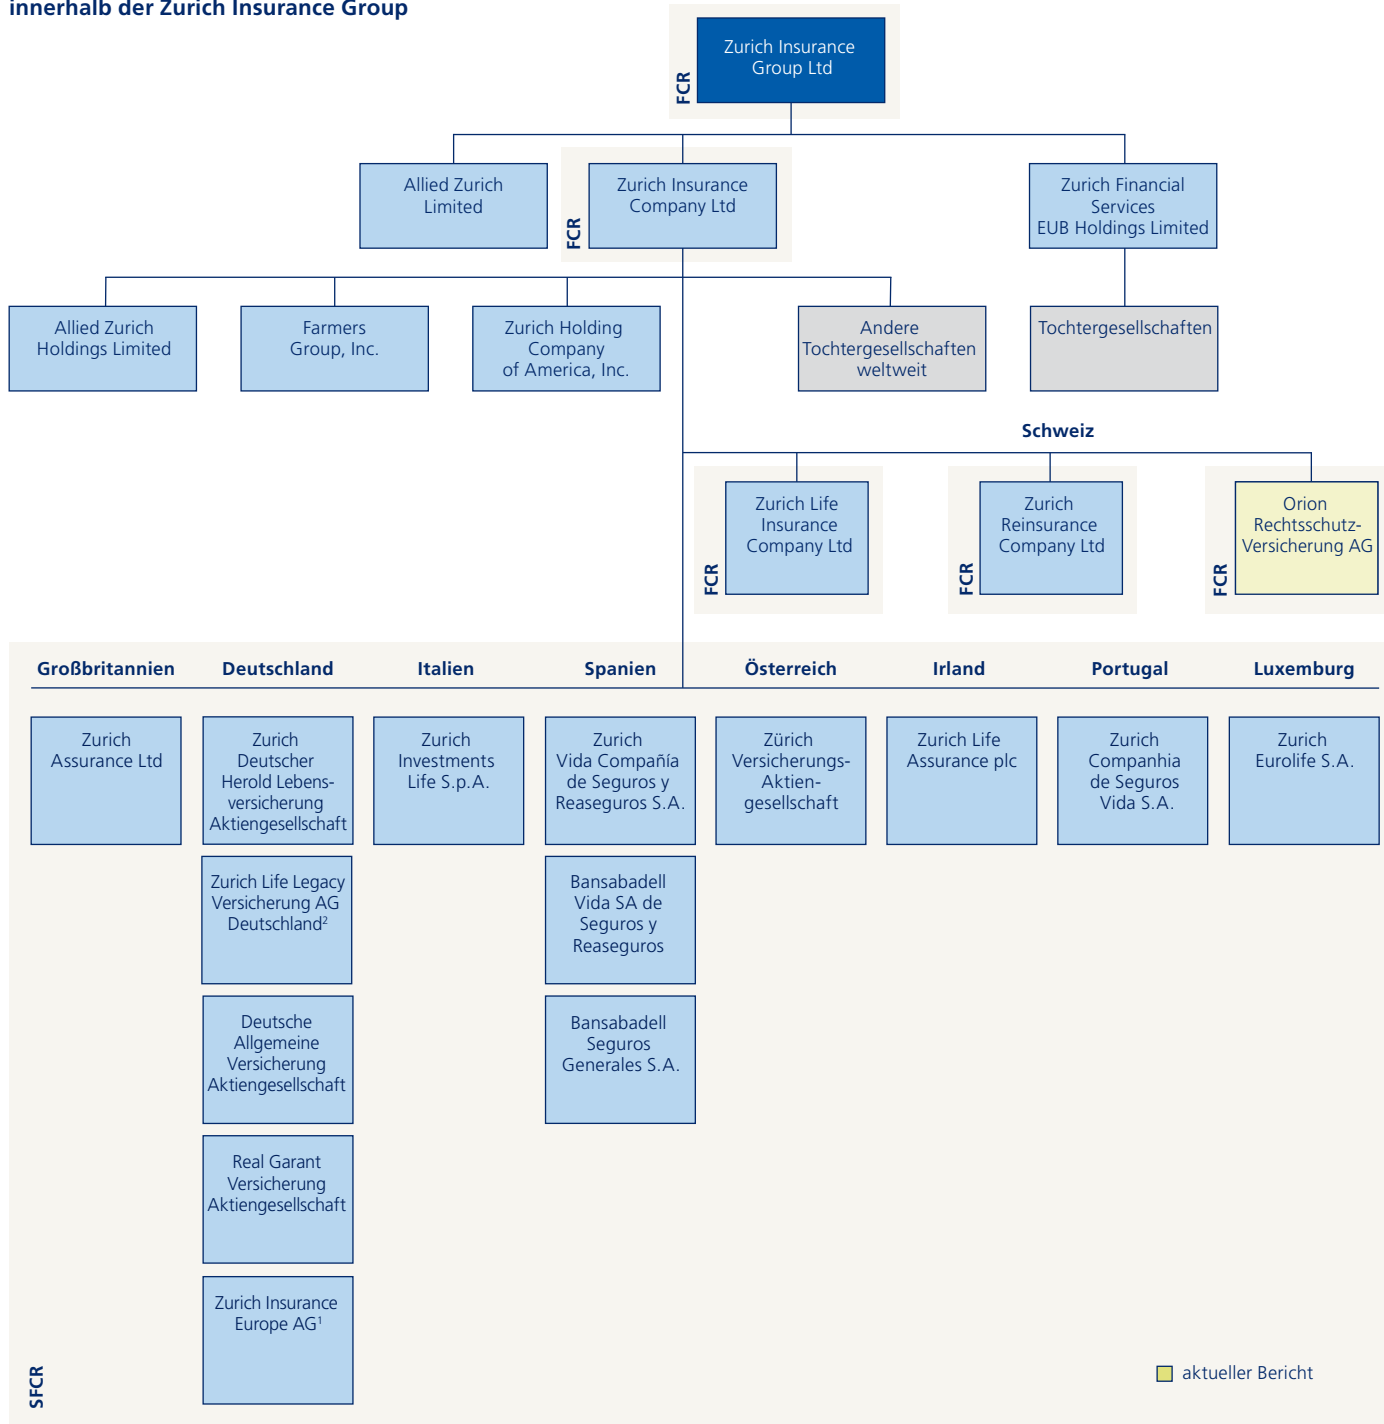 innerhalb der Zurich Insurance Group
FCR
Zurich Insurance
Group Ltd
Allied Zurich
Limited
FCR
Zurich Insurance
Company Ltd
Zurich Financial
Services
EUB Holdings Limited
Allied Zurich
Holdings Limited
Farmers
Group, Inc.
Zurich Holding
Company
of America, Inc.
Andere
Tochtergesellschaften
weltweit
Tochtergesellschaften
Schweiz
FCR
Zurich Life
Insurance
Company Ltd
FCR
Zurich
Reinsurance
Company Ltd
FCR
Orion
Rechtsschutz-
Versicherung AG
Großbritannien
Zurich
Assurance Ltd
Deutschland
Zurich
Deutscher
Herold Lebens-
versicherung
Aktiengesellschaft
Zurich Life Legacy
Versicherung AG
Deutschland²
Deutsche
Allgemeine
Versicherung
Aktiengesellschaft
Real Garant
Versicherung
Aktiengesellschaft
Zurich Insurance
Europe AG¹
Italien
Zurich
Investments
Life S.p.A.
Spanien
Zurich
Vida Compañía
de Seguros y
Reaseguros S.A.
Bansabadell
Vida SA de
Seguros y
Reaseguros
Bansabadell
Seguros
Generales S.A.
Österreich
Zürich
Versicherungs-
Aktien-
gesellschaft
Irland
Zurich Life
Assurance plc
Portugal
Zurich
Companhia
de Seguros
Vida S.A.
Luxemburg
Zurich
Eurolife S.A.
SFCR
aktueller Bericht